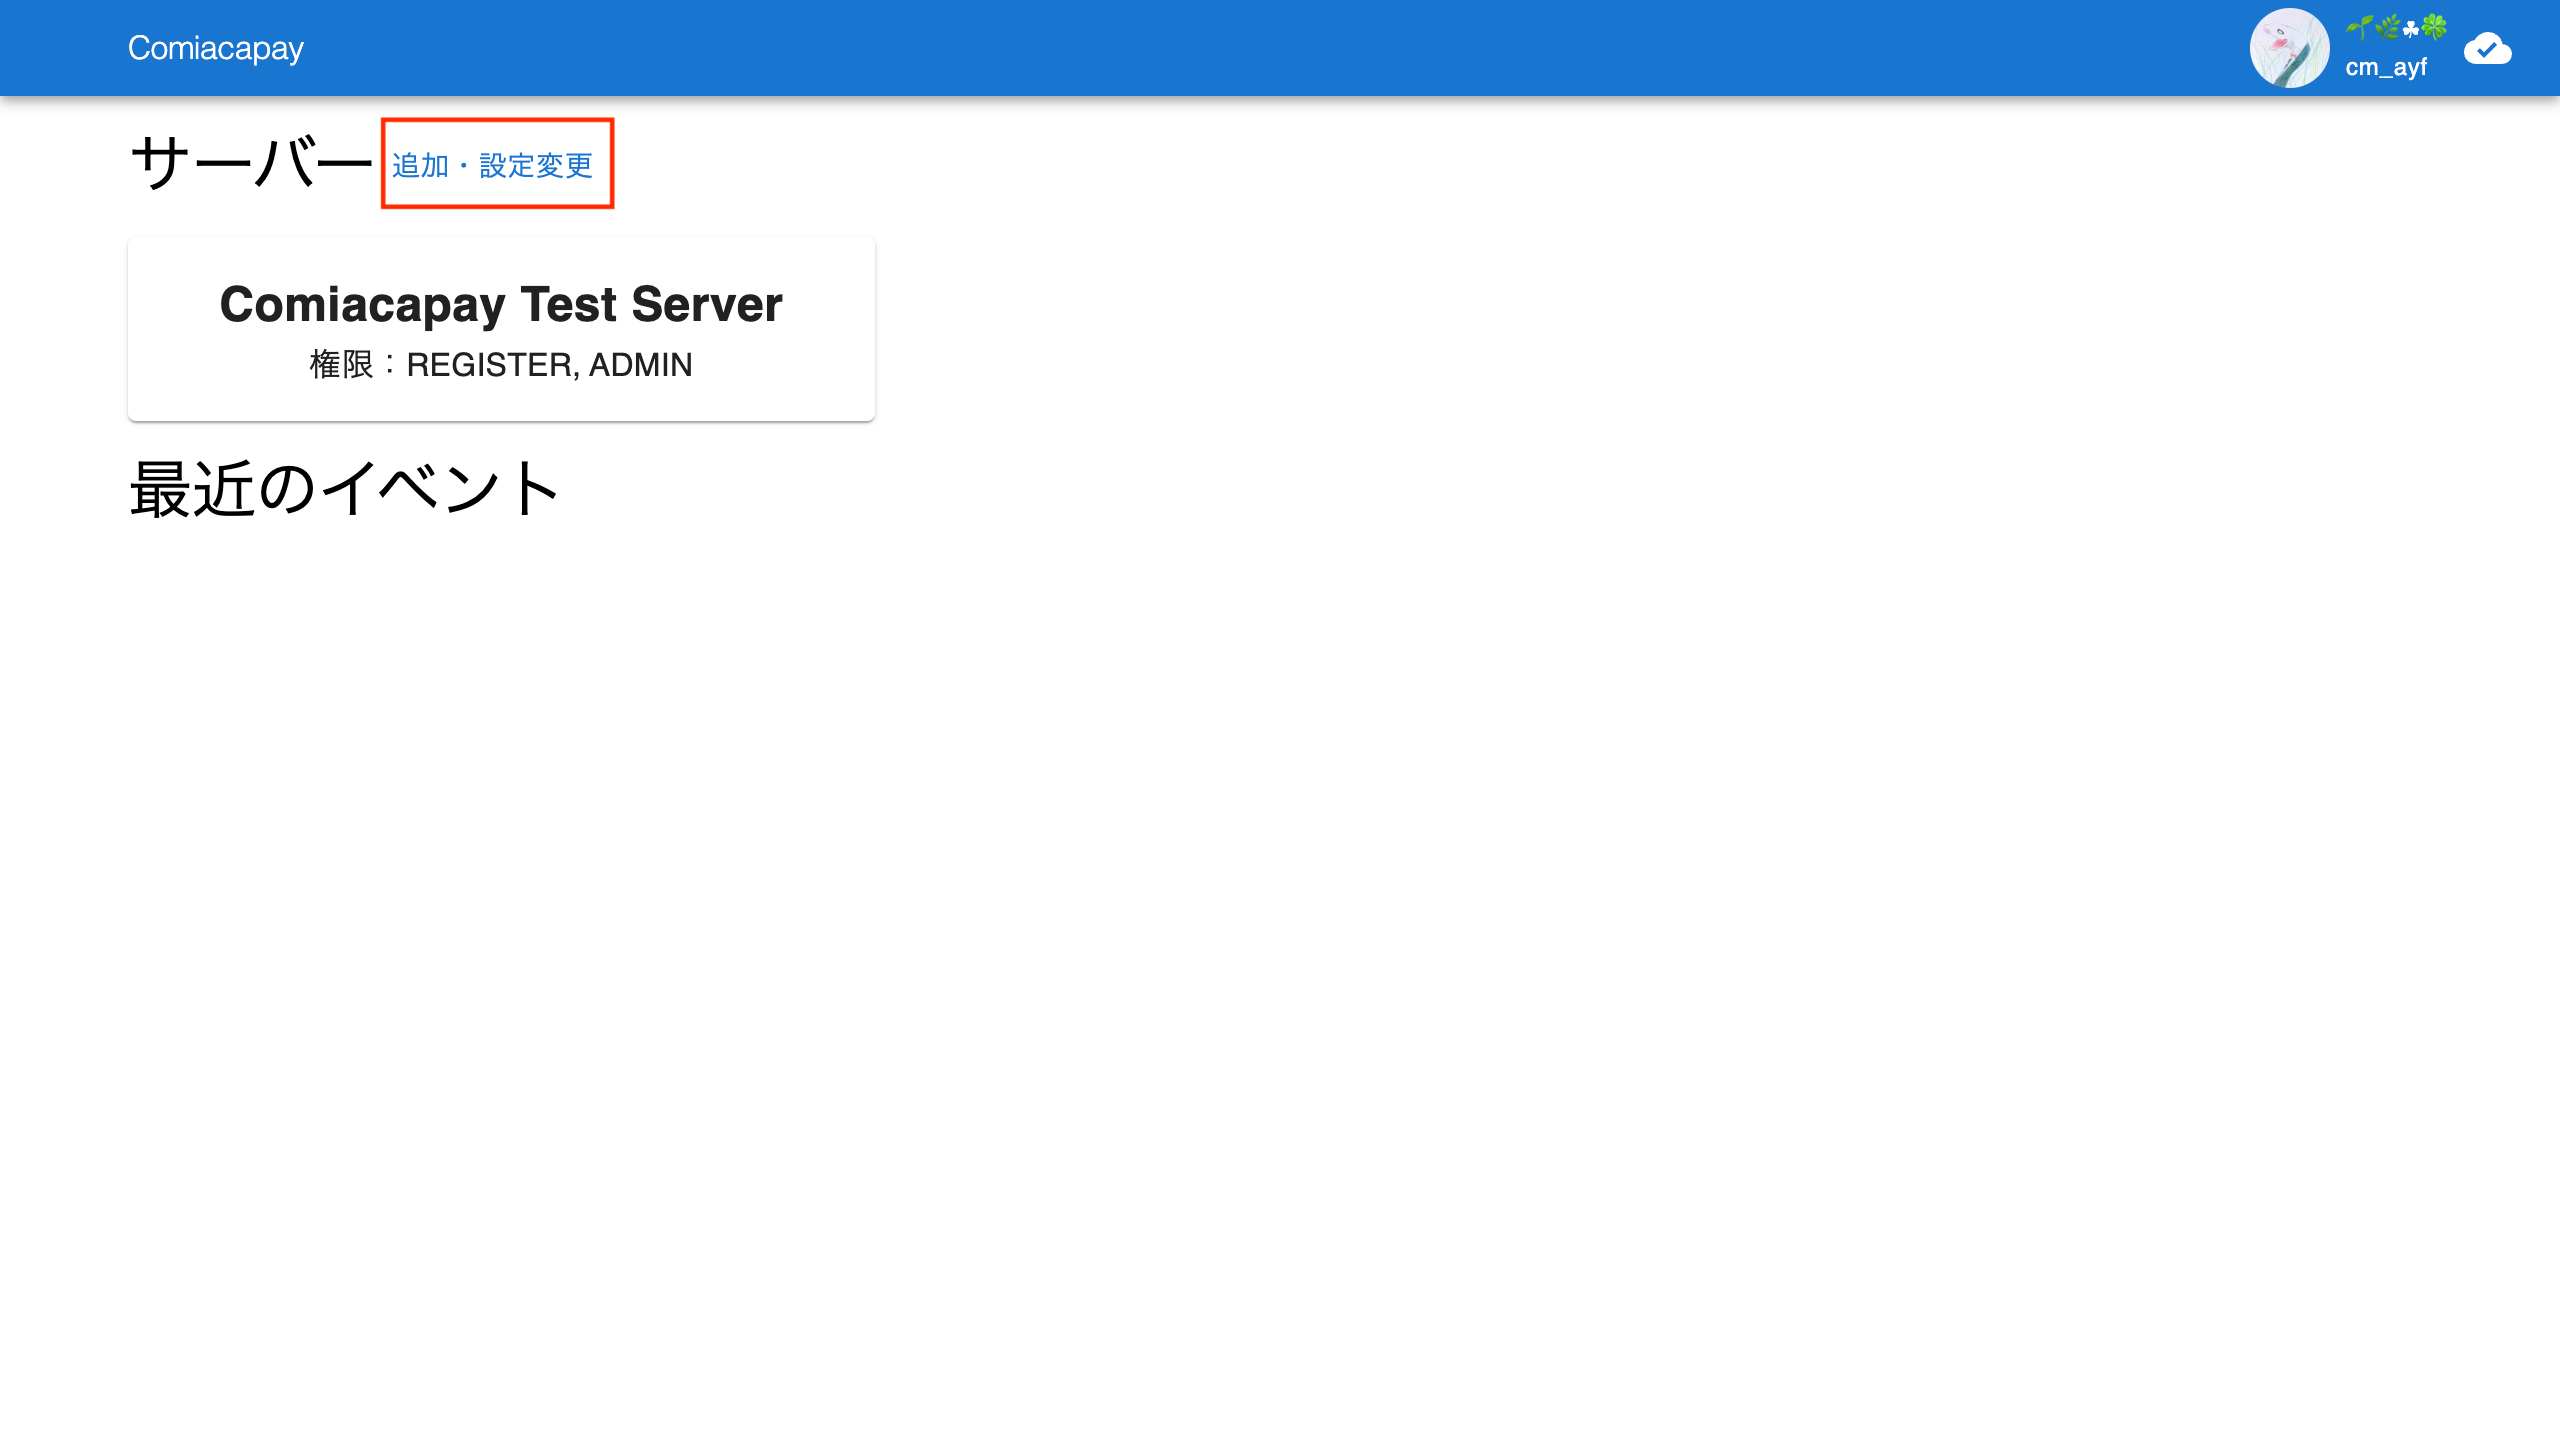 Comiacapay
🌱🌿☘🍀
cm_ayf
サーバー 追加・設定変更
Comiacapay Test Server
権限：REGISTER, ADMIN
最近のイベント